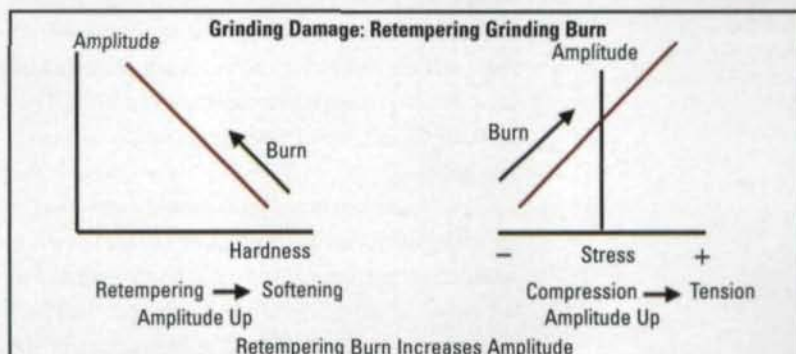 Grinding Damage: Retempering Grinding Burn
Amplitude
Burn
Hardness
Retempering → Softening
Amplitude Up
Amplitude
Burn
− Stress +
Compression → Tension
Amplitude Up
Retempering Burn Increases Amplitude